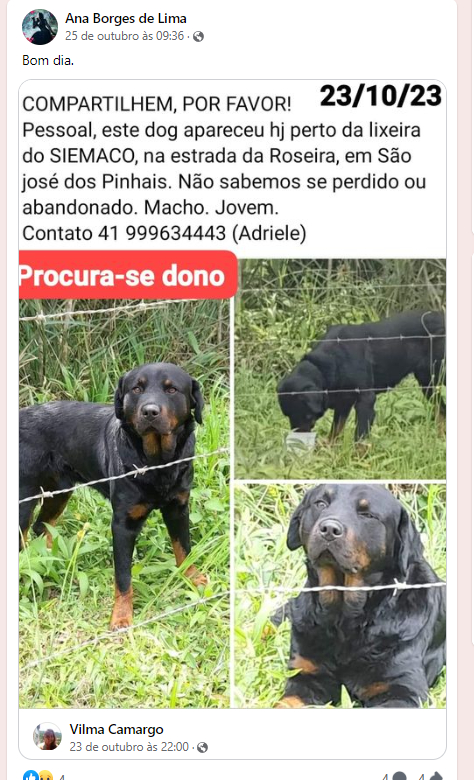 Ana Borges de Lima
25 de outubro às 09:36 ·
Bom dia.
23/10/23
COMPARTILHEM, POR FAVOR!
Pessoal, este dog apareceu hj perto da lixeira
do SIEMACO, na estrada da Roseira, em São
josé dos Pinhais. Não sabemos se perdido ou
abandonado. Macho. Jovem.
Contato 41 999634443 (Adriele)
Procura-se dono
Vilma Camargo
23 de outubro às 22:00 ·
4 4 4